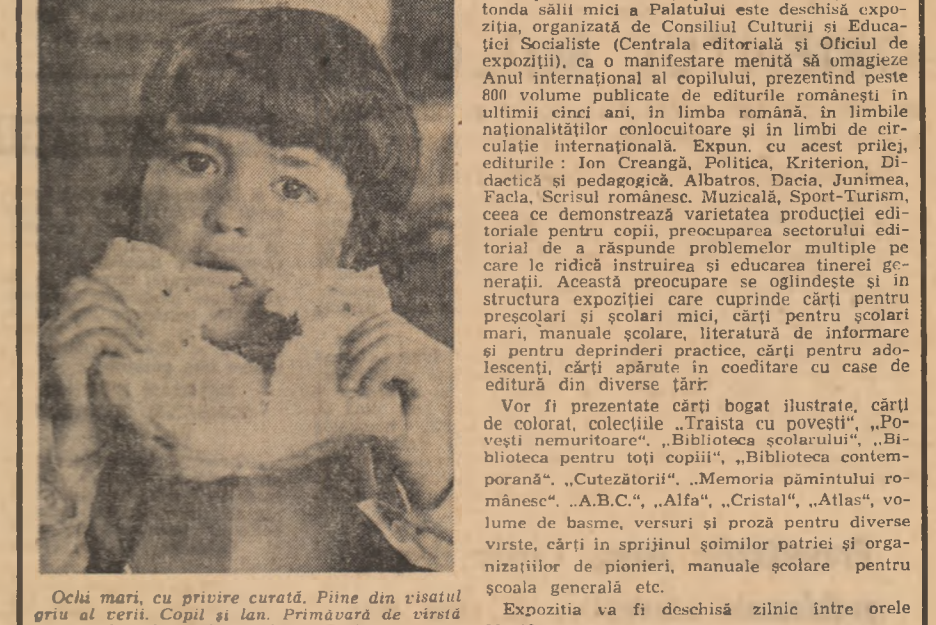 tonda sălii mici a Palatului este deschisă expo-
ziția, organizată de Consiliul Culturii și Educa-
ției Socialiste (Centrala editorială și Oficiul de
expoziții), ca o manifestare menită să omagieze
Anul internațional al copilului, prezentînd peste
800 volume publicate de editurile românești în
ultimii cinci ani, în limba română, în limbile
naționalităților conlocuitoare și în limbi de cir-
culație internațională. Expun, cu acest prilej,
editurile : Ion Creangă, Politica, Kriterion, Di-
dactică și pedagogică, Albatros, Dacia, Junimea,
Facla, Scrisul românesc, Muzicală, Sport-Turism,
ceea ce demonstrează varietatea producției edi-
toriale pentru copii, preocuparea sectorului edi-
torial de a răspunde problemelor multiple pe
care le ridică instruirea și educarea tinerei ge-
nerații. Această preocupare se oglindește și în
structura expoziției care cuprinde cărți pentru
preșcolari și școlari mici, cărți pentru școlari
mari, manuale școlare, literatură de informare
și pentru deprinderi practice, cărți pentru ado-
lescenți, cărți apărute în coeditare cu case de
editură din diverse țări.
Vor fi prezentate cărți bogat ilustrate, cărți
de colorat, colecțiile „Traista cu povești“, „Po-
vești nemuritoare“, „Biblioteca școlarului“, „Bi-
blioteca pentru toți copiii“, „Biblioteca contem-
porană“, „Cutezătorii“, „Memoria pămîntului ro-
mânesc“, „A.B.C.“, „Alfa“, „Cristal“, „Atlas“, vo-
lume de basme, versuri și proză pentru diverse
vîrste, cărți în sprijinul șoimilor patriei și orga-
nizațiilor de pionieri, manuale școlare pentru
școala generală etc.
Expoziția va fi deschisă zilnic între orele
Ochi mari, cu privire curată. Pîine din visatul
grîu al verii. Copil și lan. Primăvară de vîrstă